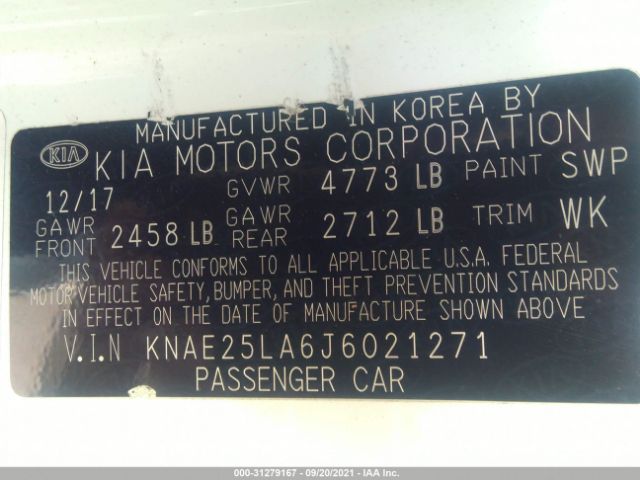 MANUFACTURED IN KOREA BY
KIA KIA MOTORS CORPORATION
12/17 GVWR 4773 LB PAINT SWP
GAWR FRONT 2458 LB GAWR REAR 2712 LB TRIM WK
THIS VEHICLE CONFORMS TO ALL APPLICABLE U.S.A. FEDERAL
MOTOR VEHICLE SAFETY, BUMPER, AND THEFT PREVENTION STANDARDS
IN EFFECT ON THE DATE OF MANUFACTURE SHOWN ABOVE
V.I.N KNAE25LA6J6021271
PASSENGER CAR
000-31279167 - 09/20/2021 - IAA Inc.